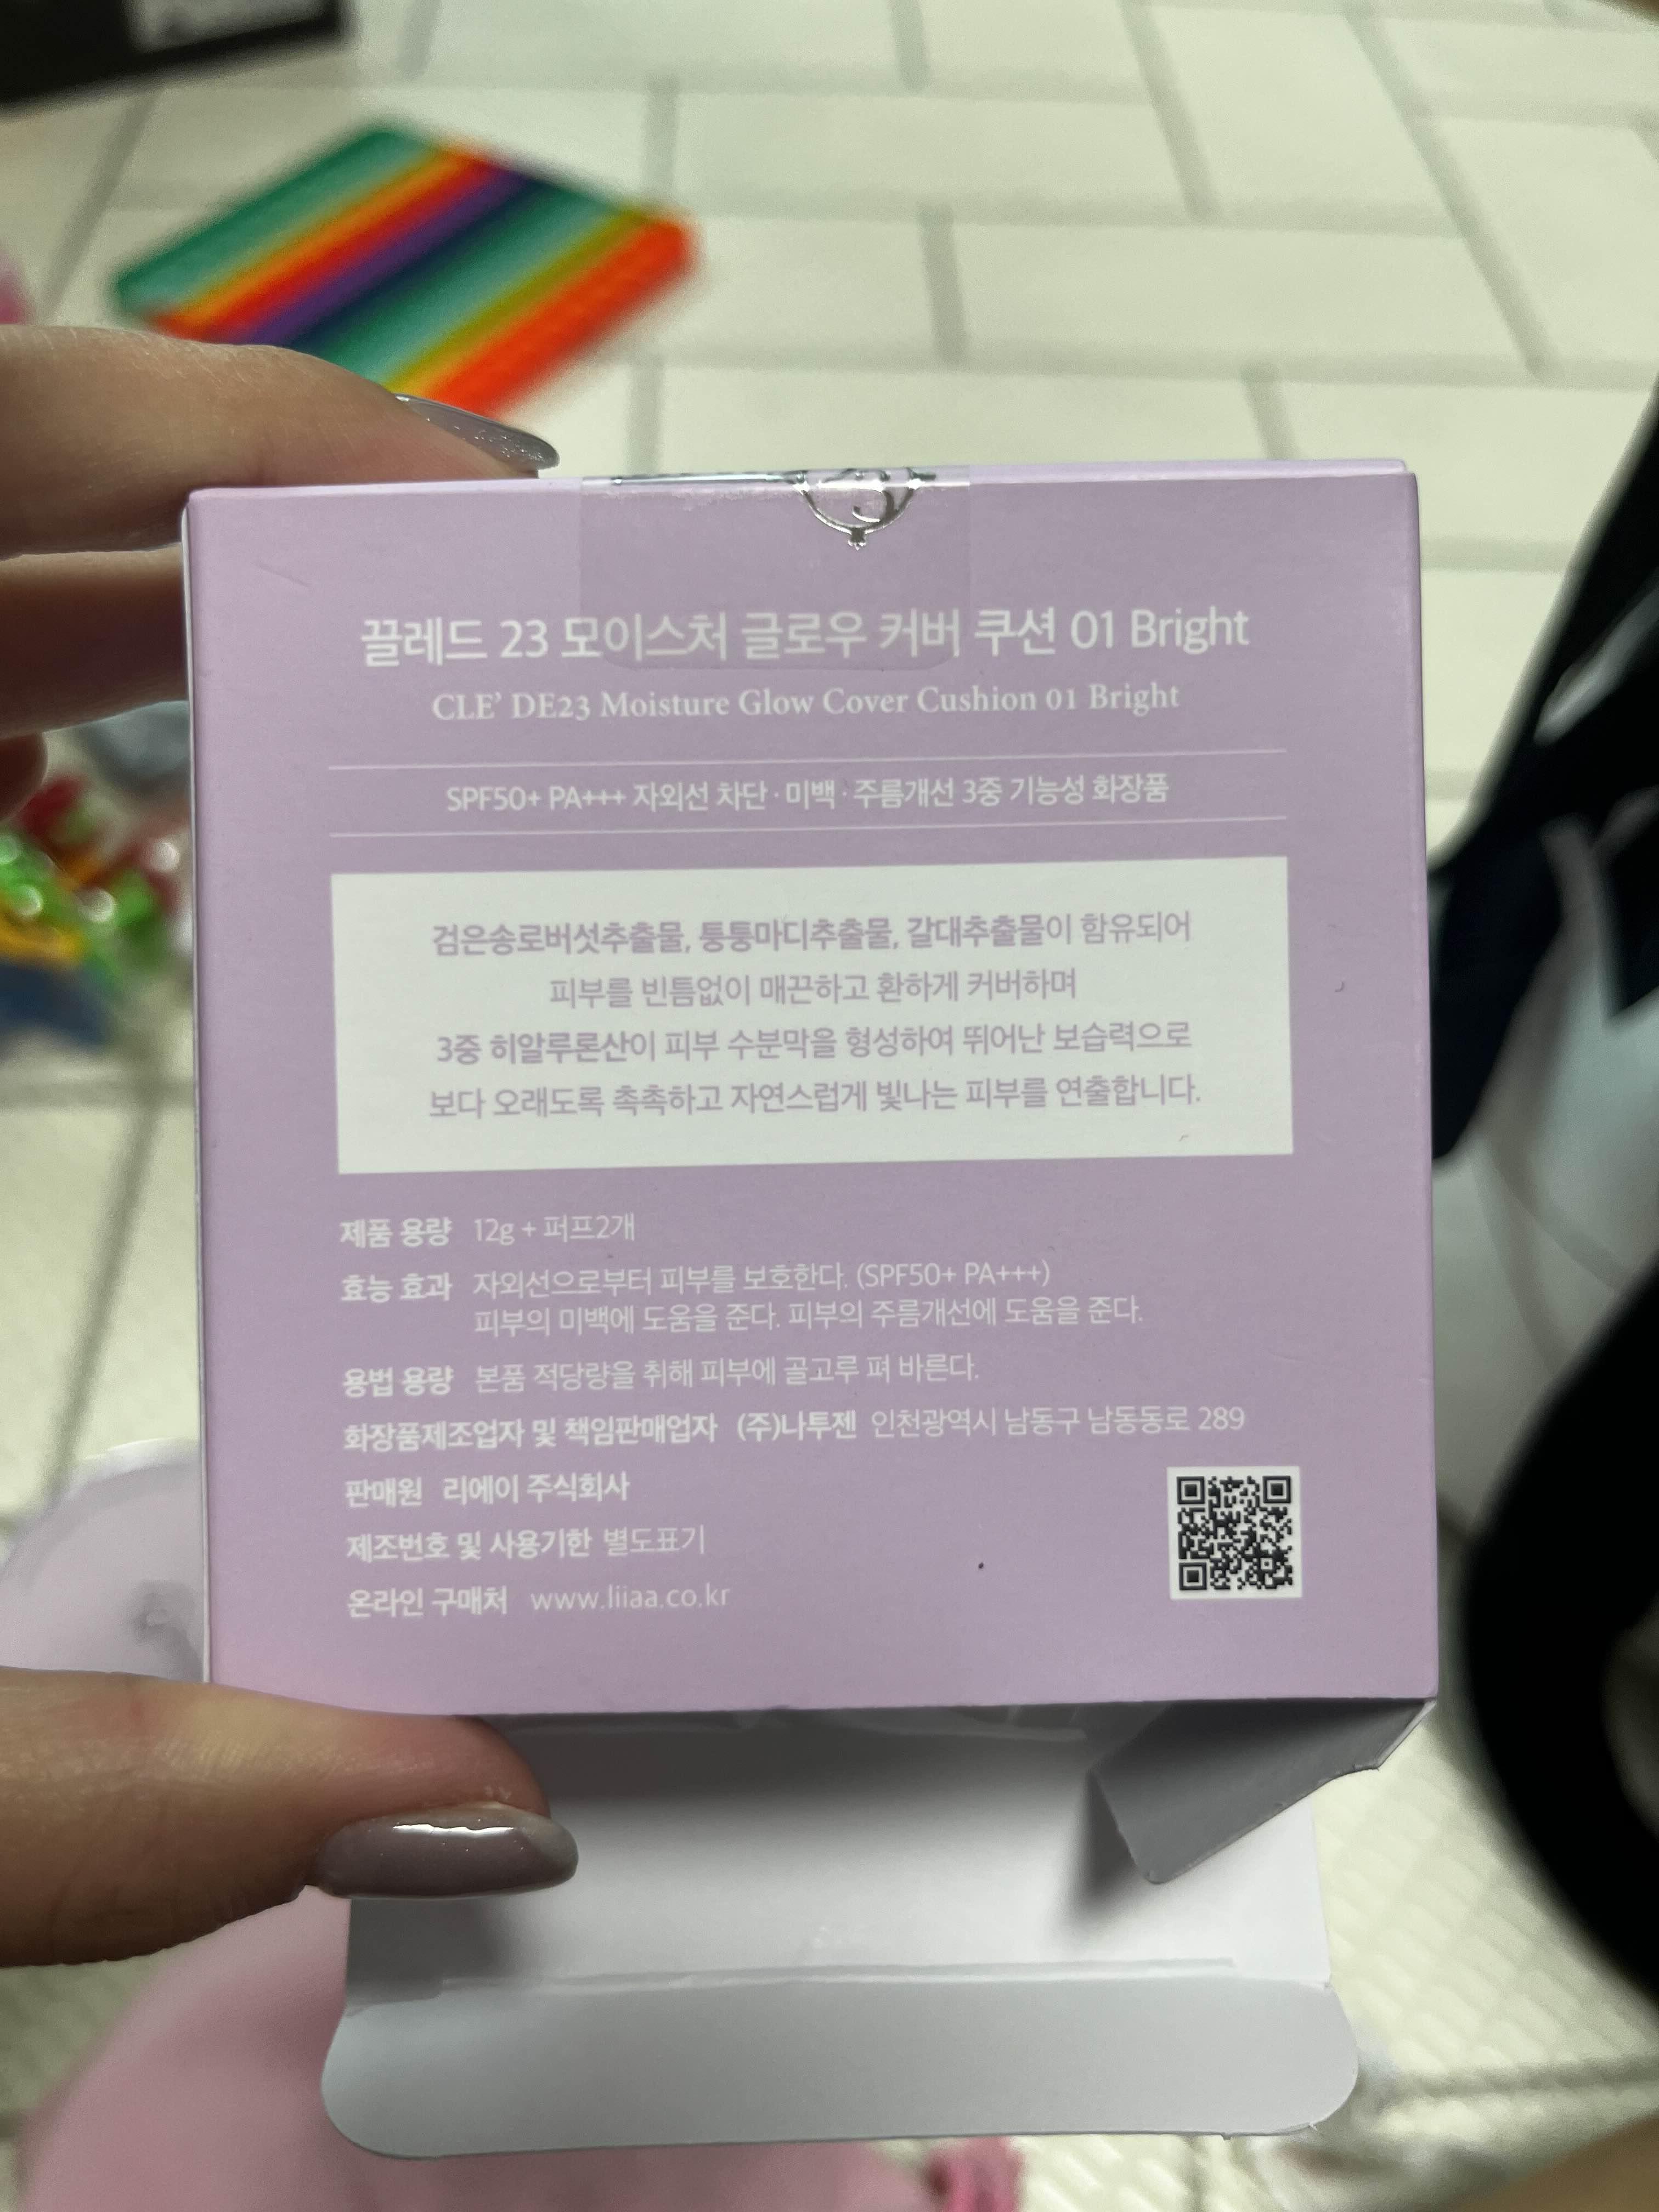 끌레드 23 모이스처 글로우 커버 쿠션 01 Bright
CLE’ DE23 Moisture Glow Cover Cushion 01 Bright
SPF50+ PA+++ 자외선 차단 · 미백 · 주름개선 3중 기능성 화장품
검은송로버섯추출물, 퉁퉁마디추출물, 갈대추출물이 함유되어
피부를 빈틈없이 매끈하고 환하게 커버하며
3중 히알루론산이 피부 수분막을 형성하여 뛰어난 보습력으로
보다 오래도록 촉촉하고 자연스럽게 빛나는 피부를 연출합니다.
제품 용량 12g + 퍼프2개
효능 효과 자외선으로부터 피부를 보호한다. (SPF50+ PA+++)
피부의 미백에 도움을 준다. 피부의 주름개선에 도움을 준다.
용법 용량 본품 적당량을 취해 피부에 골고루 펴 바른다.
화장품제조업자 및 책임판매업자 (주)나투젠 인천광역시 남동구 남동동로 289
판매원 리에이 주식회사
제조번호 및 사용기한 별도표기
온라인 구매처 www.liiaa.co.kr